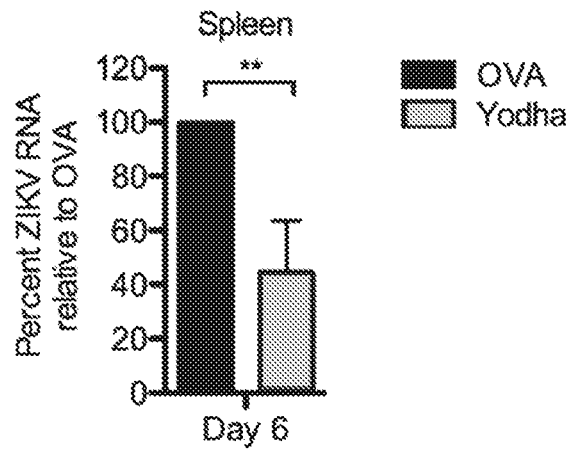 Spleen
**
OVA
Yodha
Percent ZIKV RNA
relative to OVA
120
100
80
60
40
20
0
Day 6